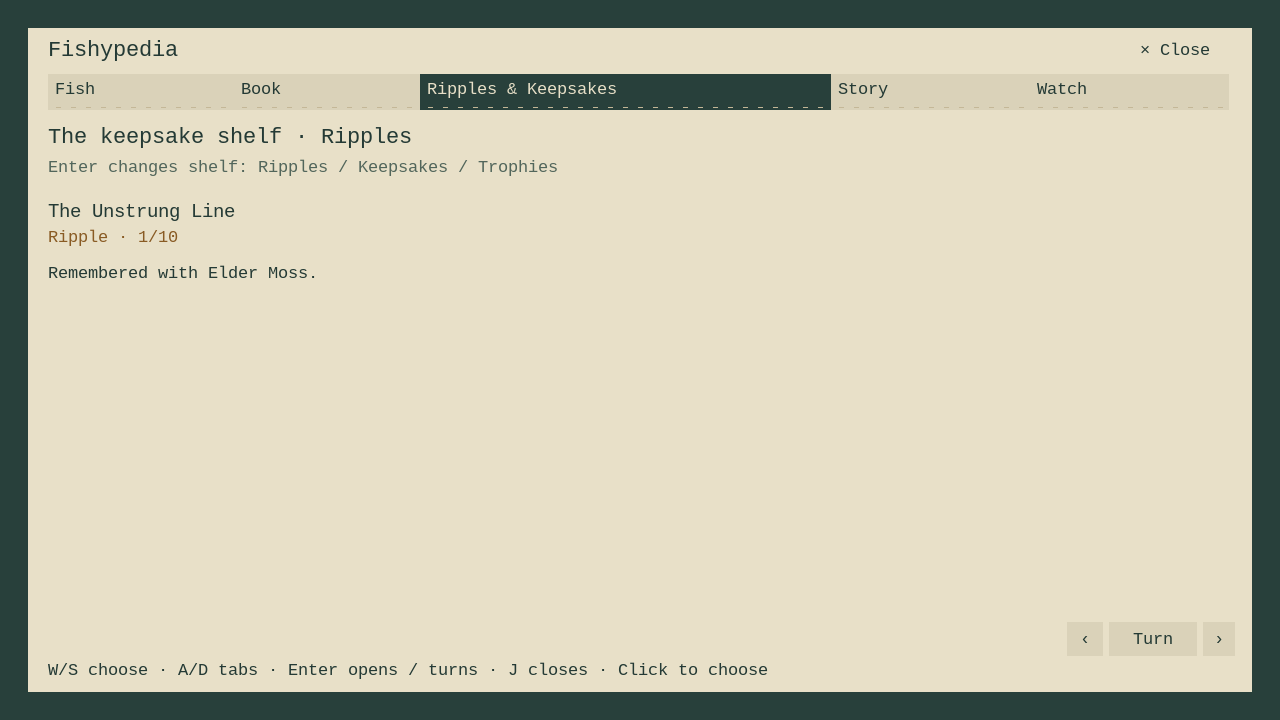 Fishypedia
× Close
Fish Book Ripples & Keepsakes Story Watch
The keepsake shelf · Ripples
Enter changes shelf: Ripples / Keepsakes / Trophies
The Unstrung Line
Ripple · 1/10
Remembered with Elder Moss.
‹ Turn ›
W/S choose · A/D tabs · Enter opens / turns · J closes · Click to choose